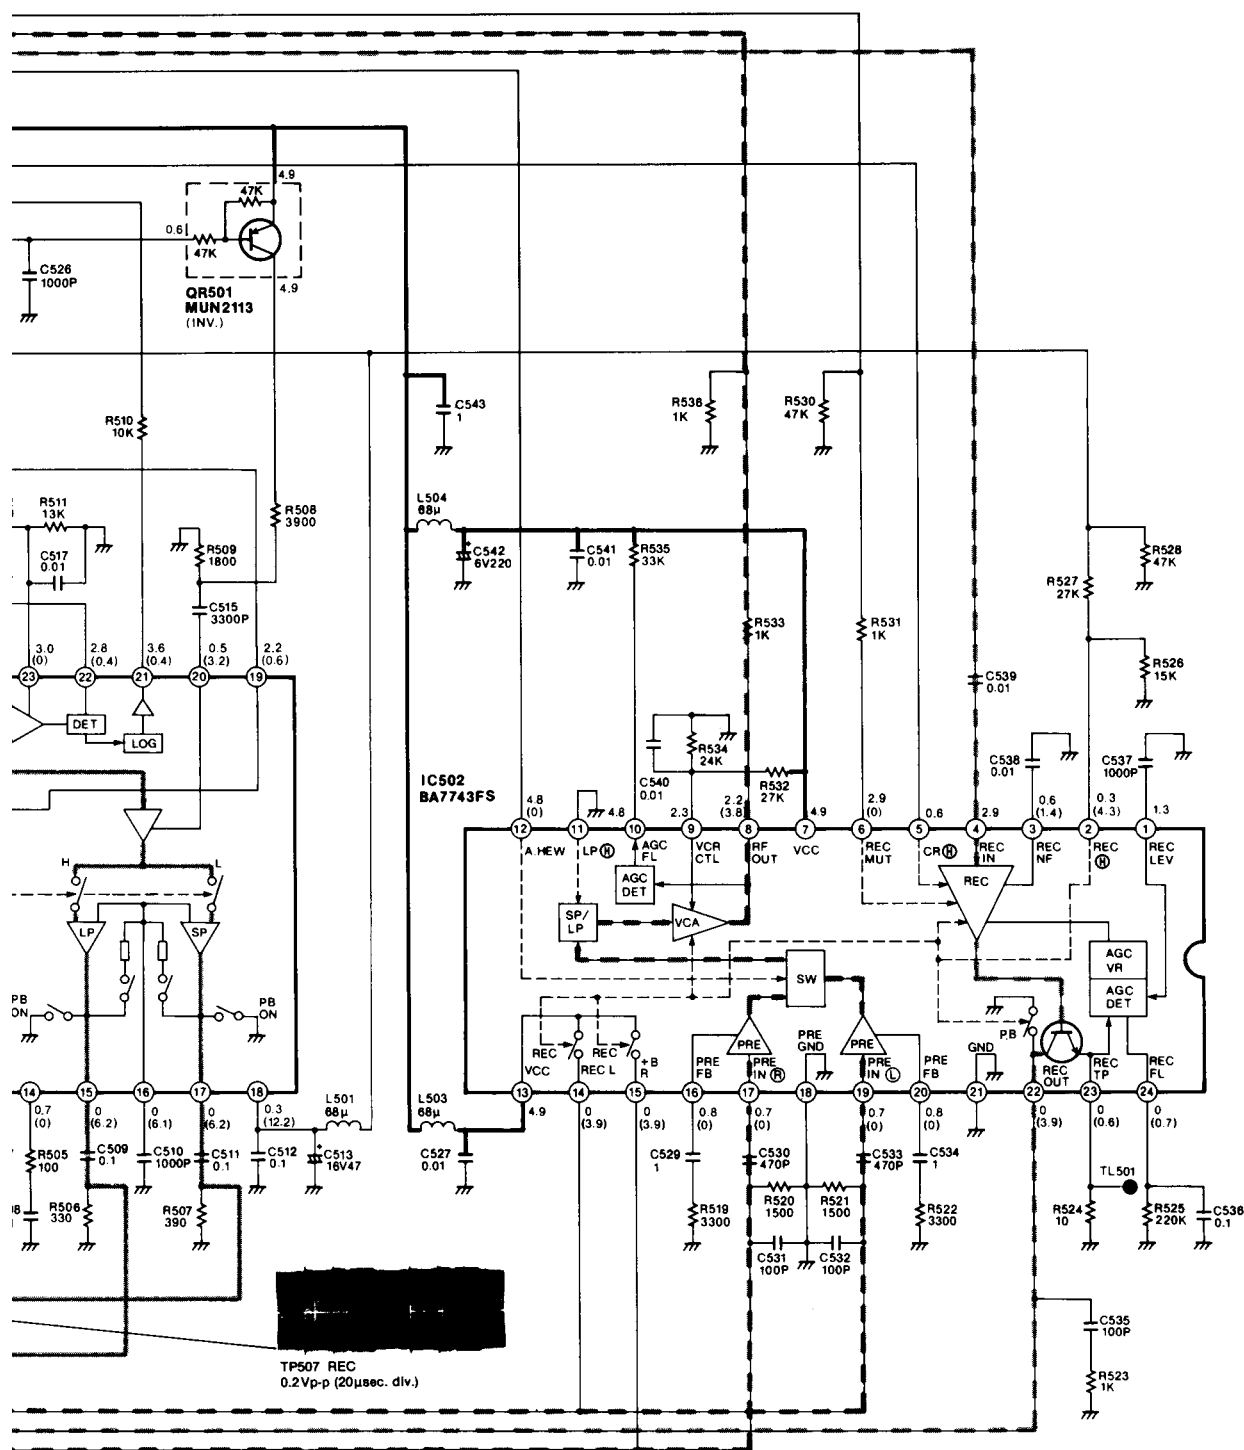 4.9
47K
0.6
47K
C526
1000P
4.9
QR501
MUN2113
(INV.)
C543
1
R536
1K
R530
47K
R510
10K
L504
68µ
R511
13K
R508
3900
C517
0.01
R509
1800
C542
6V220
C541
0.01
R535
33K
R528
47K
R527
27K
C515
3300P
R533
1K
R531
1K
R526
15K
3.0
(0)
2.8
(0.4)
3.6
(0.4)
0.5
(3.2)
2.2
(0.6)
23
22
21
20
19
C539
0.01
DET
LOG
R534
24K
C540
0.01
R532
27K
C538
0.01
C537
1000P
IC502
BA7743FS
4.8
(0)
4.8
2.3
2.2
(3.8)
4.9
2.9
(0)
0.6
2.9
0.6
(1.4)
0.3
(4.3)
1.3
12
11
10
9
8
7
6
5
4
3
2
1
A.HEW
LP H
AGC
FL
VCR
CTL
RF
OUT
VCC
REC
MUT
CR H
REC
IN
REC
NF
REC
H
REC
LEV
H
L
AGC
DET
REC
SP/
LP
VCA
LP
SP
AGC
VR
SW
AGC
DET
PB
ON
PB
ON
P.B
PRE
GND
GND
PRE
PRE
REC
REC
VCC
REC L
+B
R
PRE
FB
PRE
IN R
PRE
IN L
PRE
FB
REC
OUT
REC
TP
REC
FL
14
15
16
17
18
13
14
15
16
17
18
19
20
21
22
23
24
0.7
(0)
0
(6.2)
0
(6.1)
0
(6.2)
0.3
(12.2)
L501
68µ
L503
68µ
4.9
0
(3.9)
0
(3.9)
0.8
(0)
0.7
(0)
0.7
(0)
0.8
(0)
0
(3.9)
0
(0.6)
0
(0.7)
R505
100
C509
0.1
C510
1000P
C511
0.1
C512
0.1
C513
16V47
C527
0.01
C529
1
C530
470P
C533
470P
C534
1
TL501
R506
330
R507
390
R519
3300
R520
1500
R521
1500
R522
3300
R524
10
R525
220K
C536
0.1
C531
100P
C532
100P
C535
100P
R523
1K
TP507 REC
0.2Vp-p (20µsec. div.)